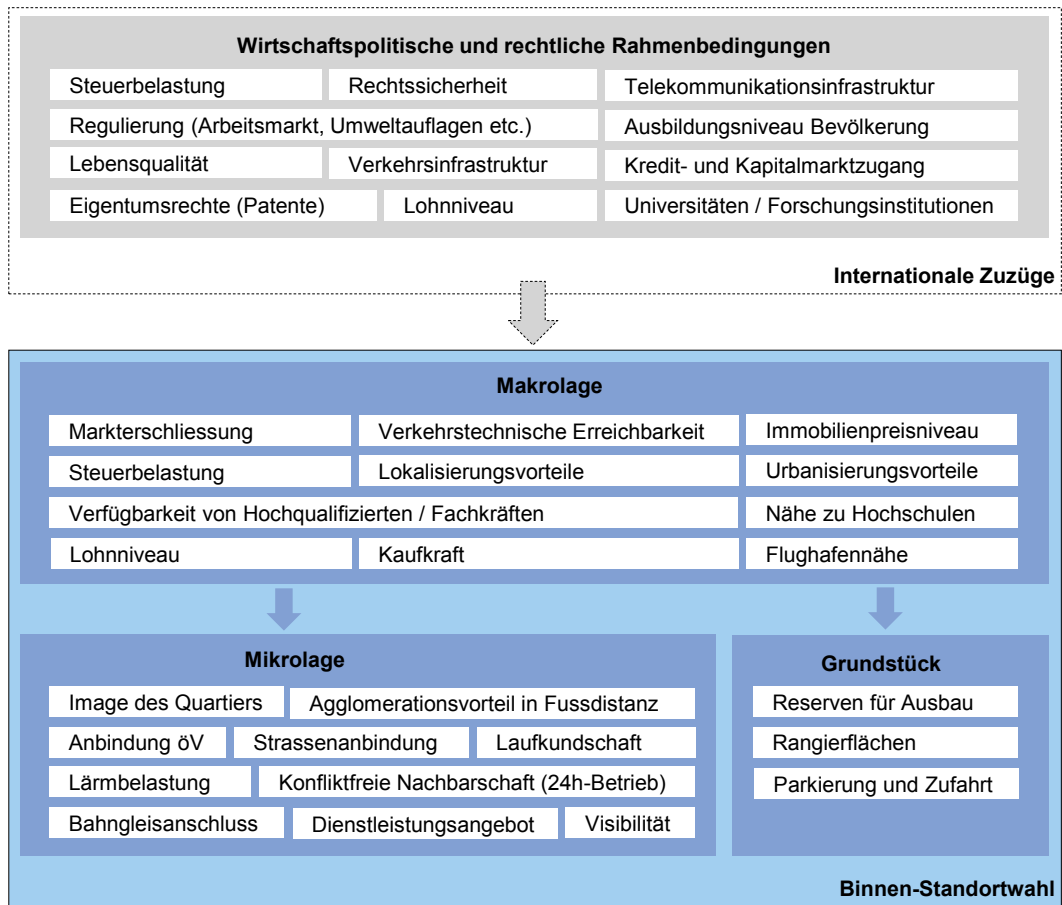 Wirtschaftspolitische und rechtliche Rahmenbedingungen
Steuerbelastung
Rechtssicherheit
Telekommunikationsinfrastruktur
Regulierung (Arbeitsmarkt, Umweltauflagen etc.)
Ausbildungsniveau Bevölkerung
Lebensqualität
Verkehrsinfrastruktur
Kredit- und Kapitalmarktzugang
Eigentumsrechte (Patente)
Lohnniveau
Universitäten / Forschungsinstitutionen
Internationale Zuzüge
Makrolage
Markterschliessung
Verkehrstechnische Erreichbarkeit
Immobilienpreisniveau
Steuerbelastung
Lokalisierungsvorteile
Urbanisierungsvorteile
Verfügbarkeit von Hochqualifizierten / Fachkräften
Nähe zu Hochschulen
Lohnniveau
Kaufkraft
Flughafennähe
Mikrolage
Image des Quartiers
Agglomerationsvorteil in Fussdistanz
Anbindung öV
Strassenanbindung
Laufkundschaft
Lärmbelastung
Konfliktfreie Nachbarschaft (24h-Betrieb)
Bahngleisanschluss
Dienstleistungsangebot
Visibilität
Grundstück
Reserven für Ausbau
Rangierflächen
Parkierung und Zufahrt
Binnen-Standortwahl